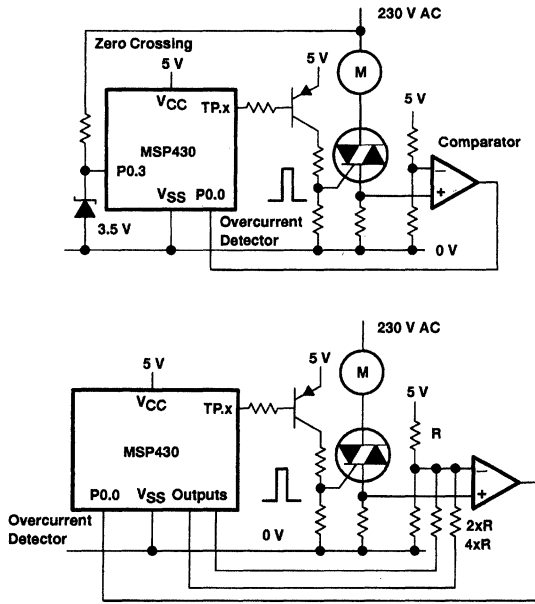 230 V AC
Zero Crossing
5 V
5 V
M
VCC
TP.x
5 V
Comparator
MSP430
P0.3
VSS
P0.0
Overcurrent
Detector
3.5 V
0 V
−
+
230 V AC
5 V
5 V
M
VCC
TP.x
5 V
R
MSP430
P0.0
VSS
Outputs
Overcurrent
Detector
0 V
2xR
4xR
−
+